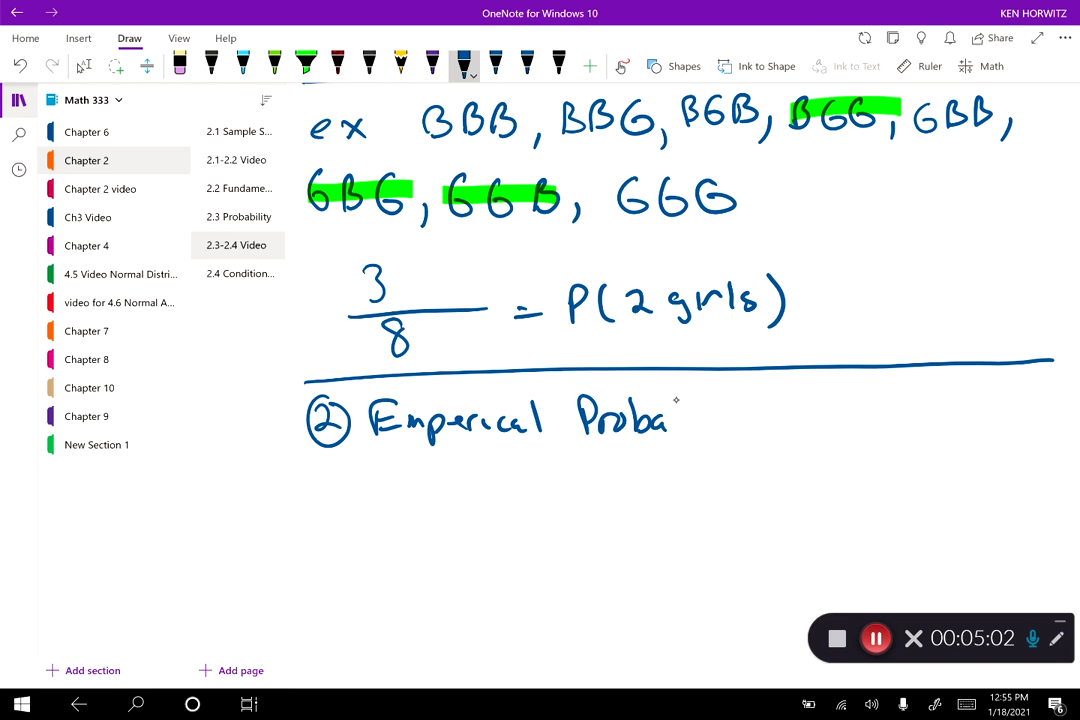 OneNote for Windows 10
KEN HORWITZ
Home Insert Draw View Help
Share
Shapes Ink to Shape Ink to Text Ruler Math
Math 333
Chapter 6
Chapter 2
Chapter 2 video
Ch3 Video
Chapter 4
4.5 Video Normal Distri...
video for 4.6 Normal A...
Chapter 7
Chapter 8
Chapter 10
Chapter 9
New Section 1
Add section
2.1 Sample S...
2.1-2.2 Video
2.2 Fundame...
2.3 Probability
2.3-2.4 Video
2.4 Condition...
Add page
ex BBB, BBG, BGB, BGG, GBB,
GBG, GGB, GGG
3
8
= P(2 girls)
2 Emperical Proba
00:05:02
12:55 PM
1/18/2021
6